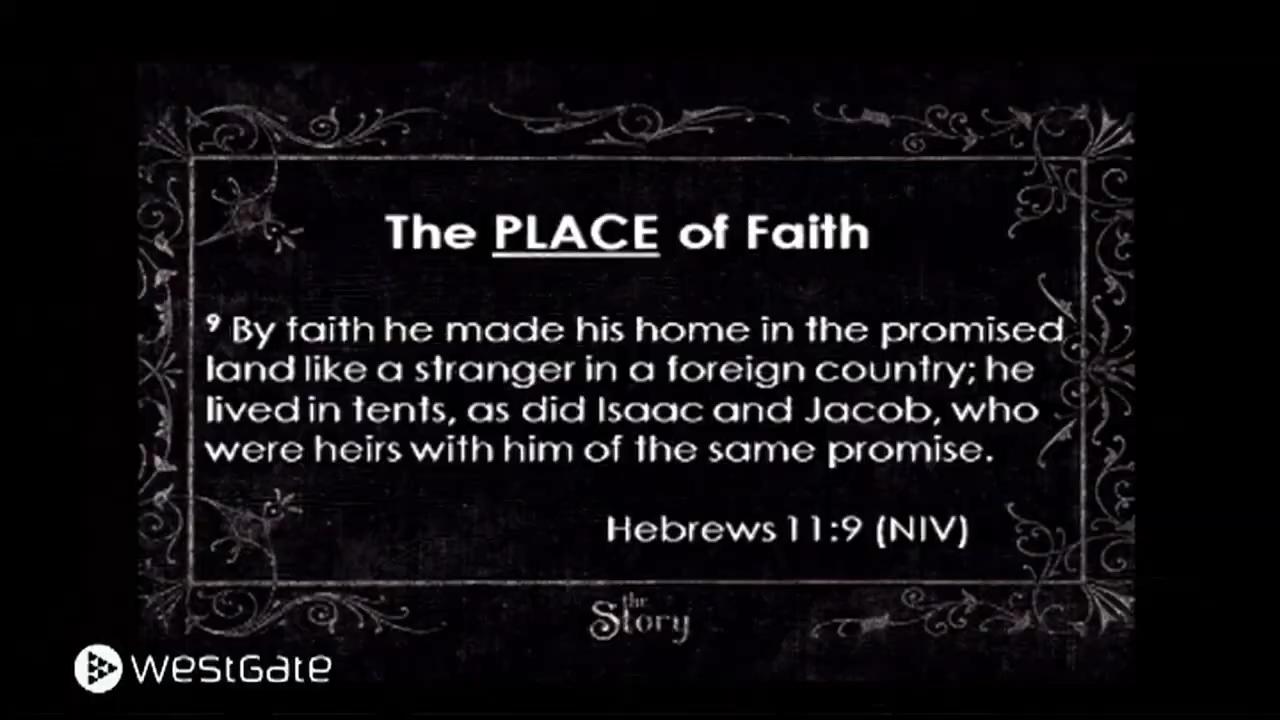 The PLACE of Faith
⁹ By faith he made his home in the promised
land like a stranger in a foreign country; he
lived in tents, as did Isaac and Jacob, who
were heirs with him of the same promise.
Hebrews 11:9 (NIV)
the
Story
WESTGATE